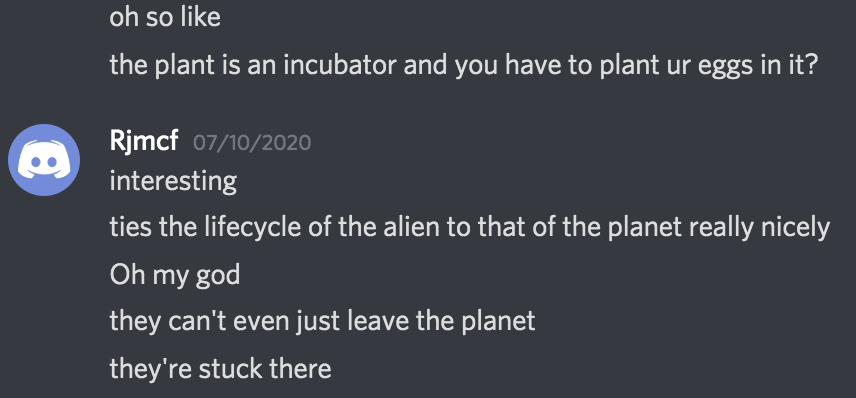 oh so like
the plant is an incubator and you have to plant ur eggs in it?
Rjmcf 07/10/2020
interesting
ties the lifecycle of the alien to that of the planet really nicely
Oh my god
they can't even just leave the planet
they're stuck there